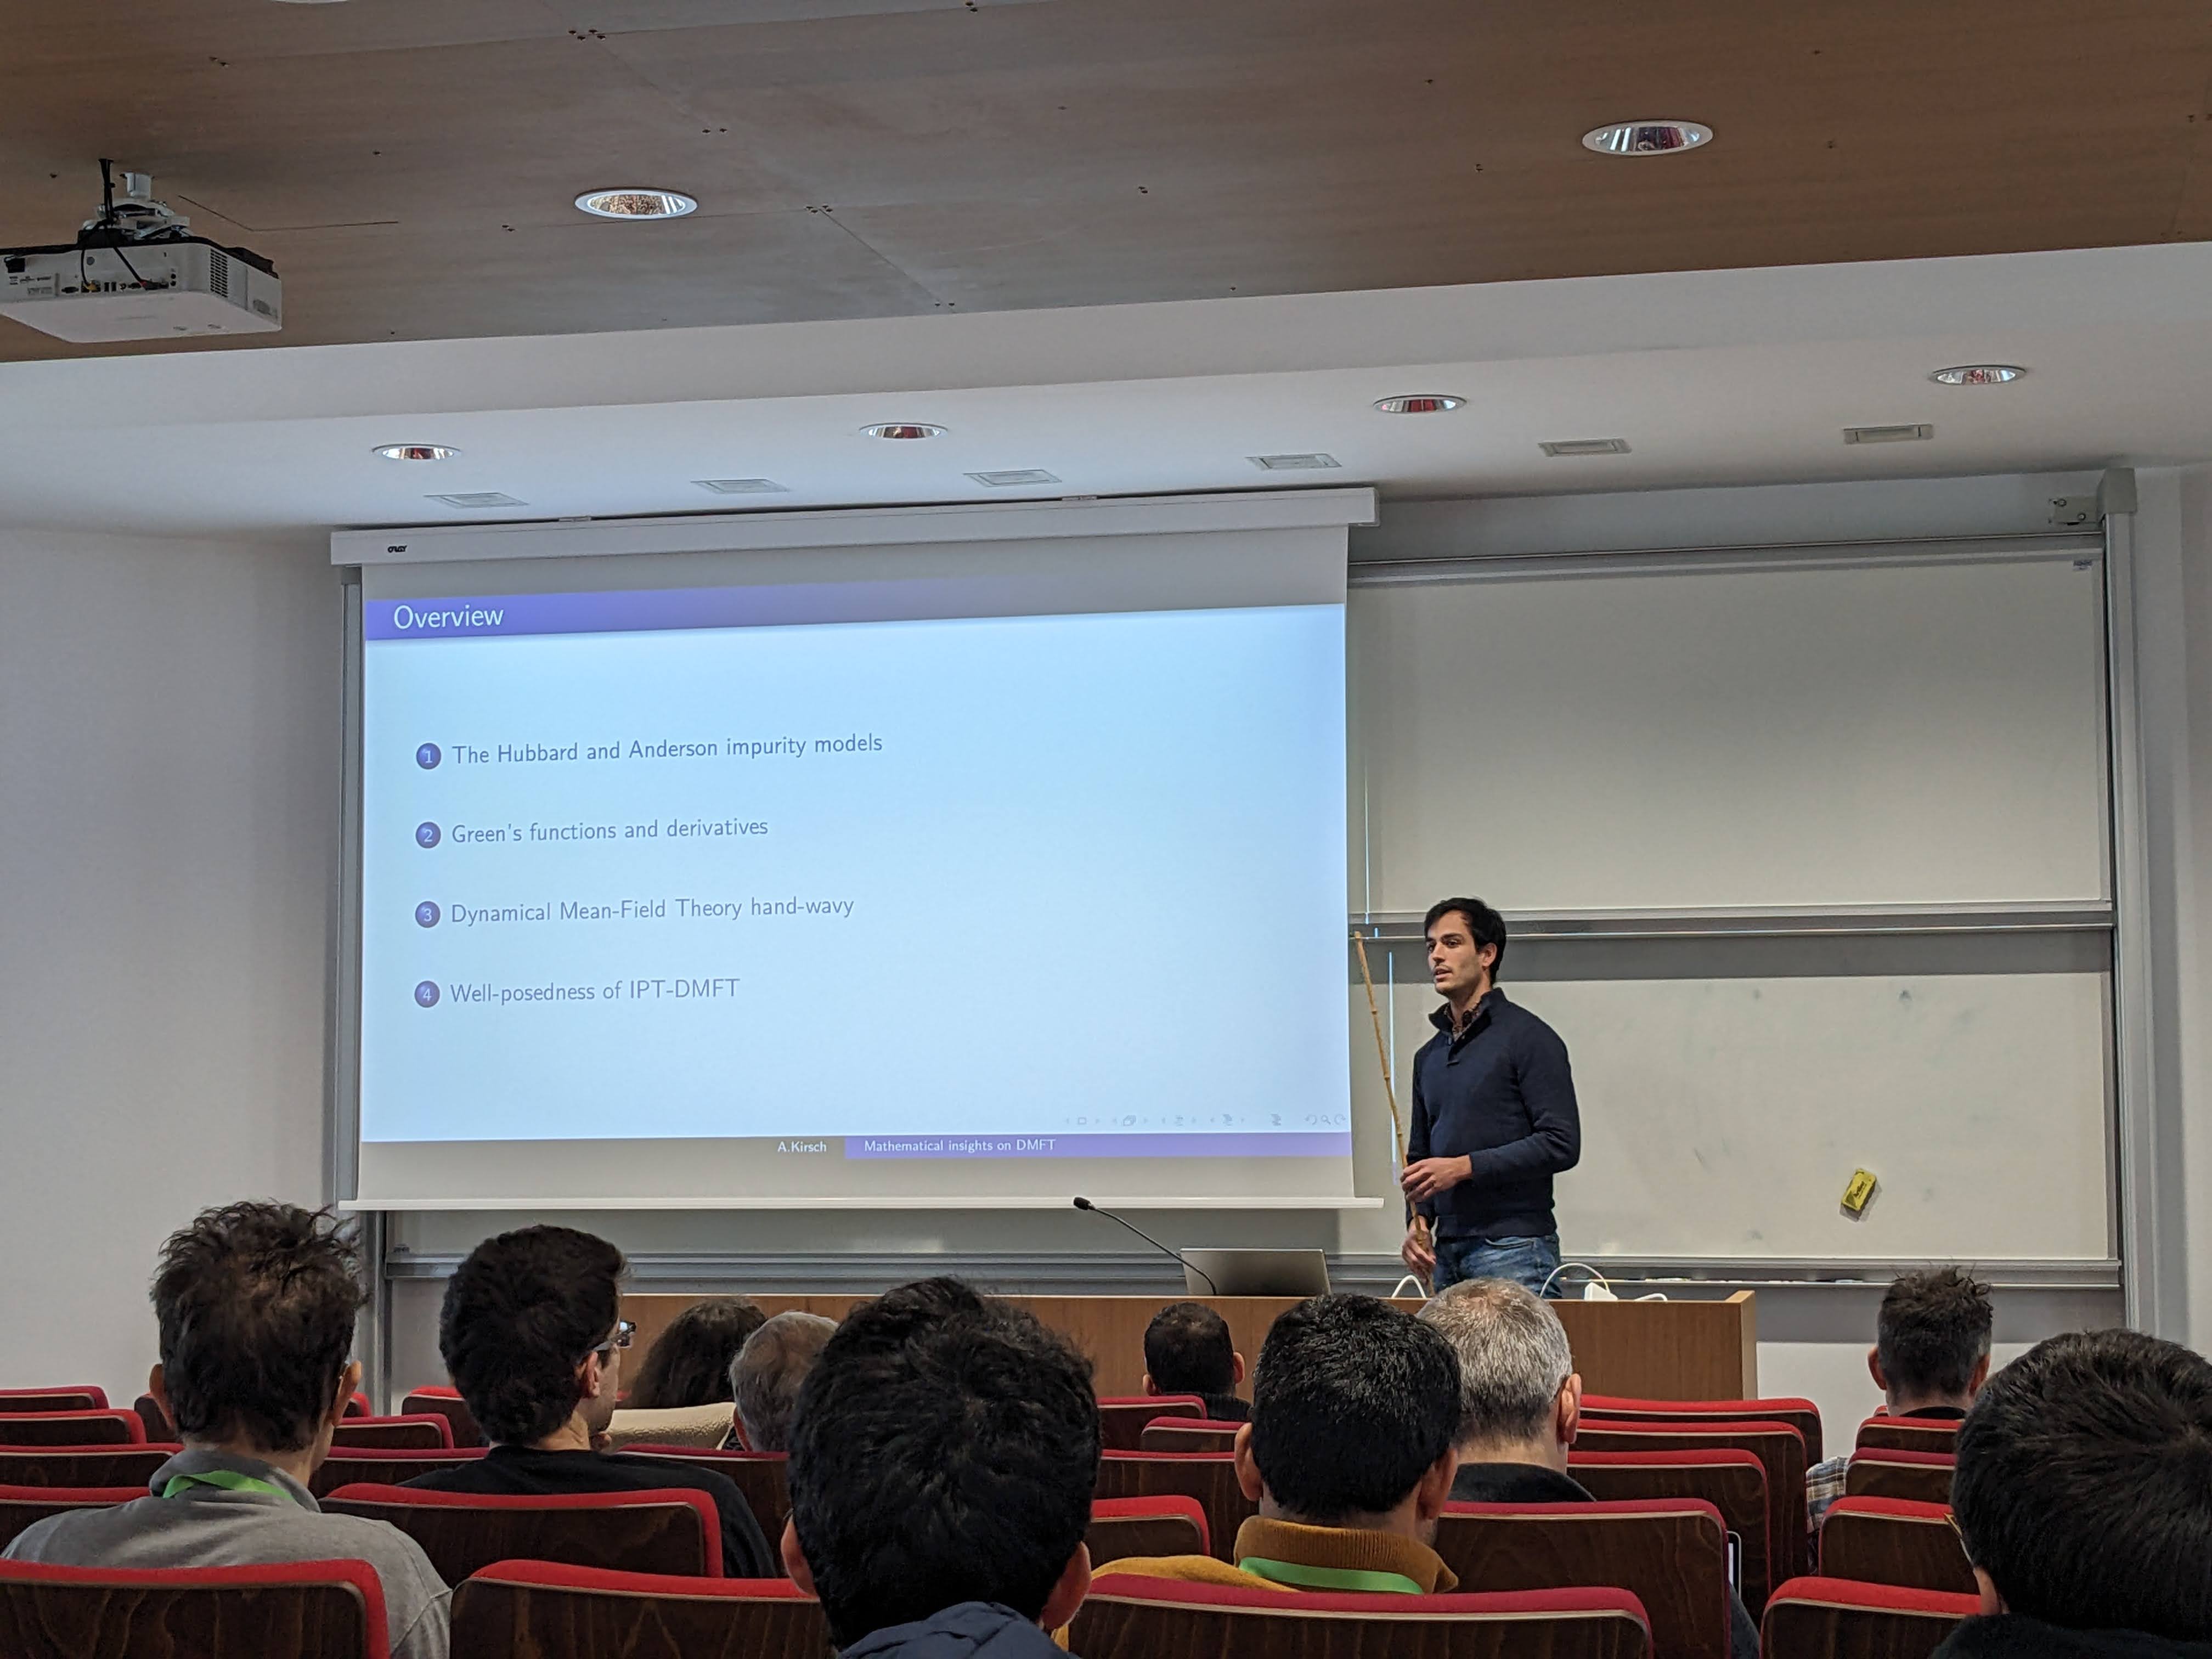 oray
Overview
1 The Hubbard and Anderson impurity models
2 Green's functions and derivatives
3 Dynamical Mean-Field Theory hand-wavy
4 Well-posedness of IPT-DMFT
A.Kirsch Mathematical insights on DMFT